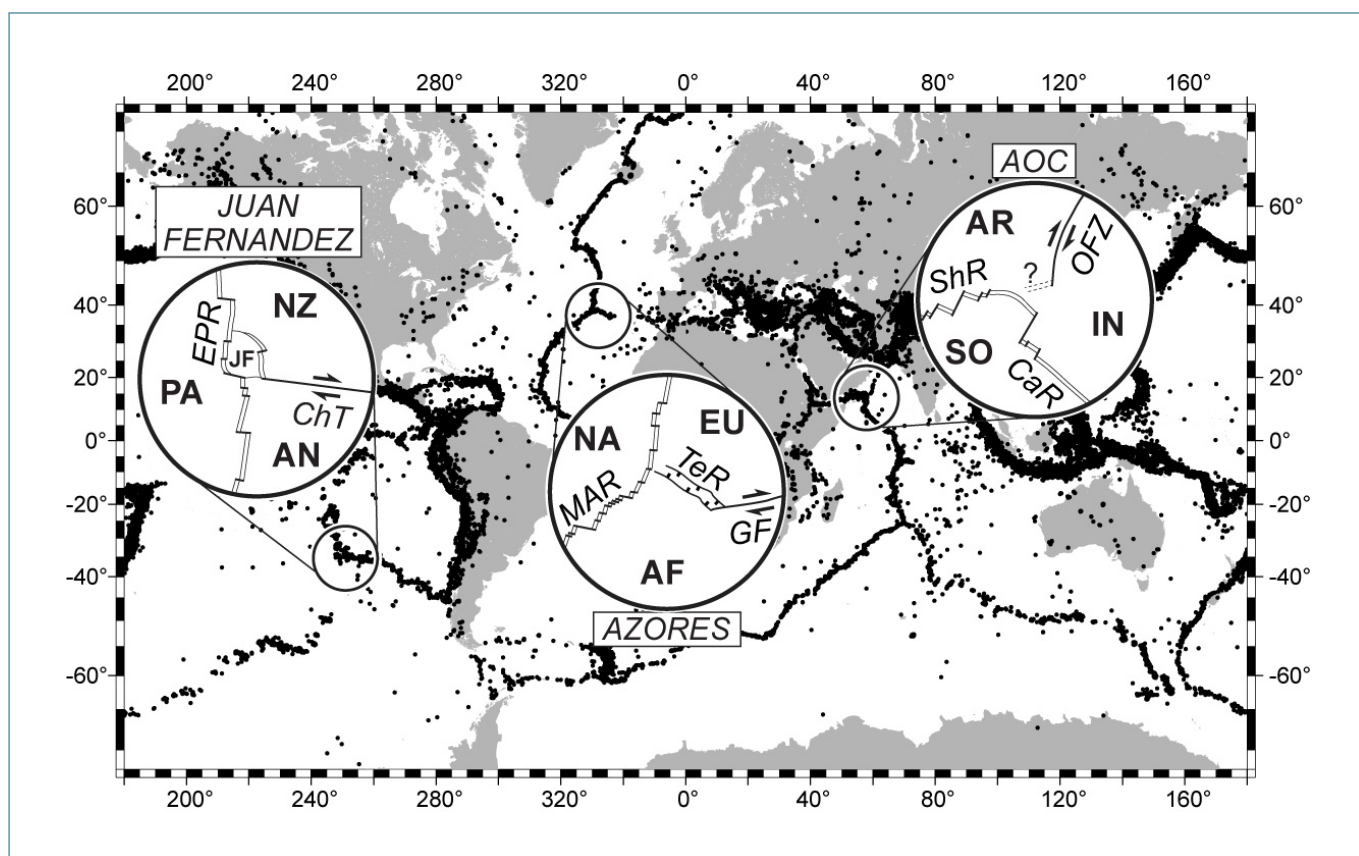 200° 240° 280° 320° 0° 40° 80° 120° 160°
JUAN
FERNANDEZ
AOC
60° 60°
40° 40°
20° 20°
0° 0°
-20° -20°
-40° -40°
-60° -60°
NZ
EPR
JF
PA
ChT
AN
NA
EU
TeR
MAR
GF
AF
AZORES
AR
OFZ
?
ShR
IN
SO
CaR
200° 240° 280° 320° 0° 40° 80° 120° 160°